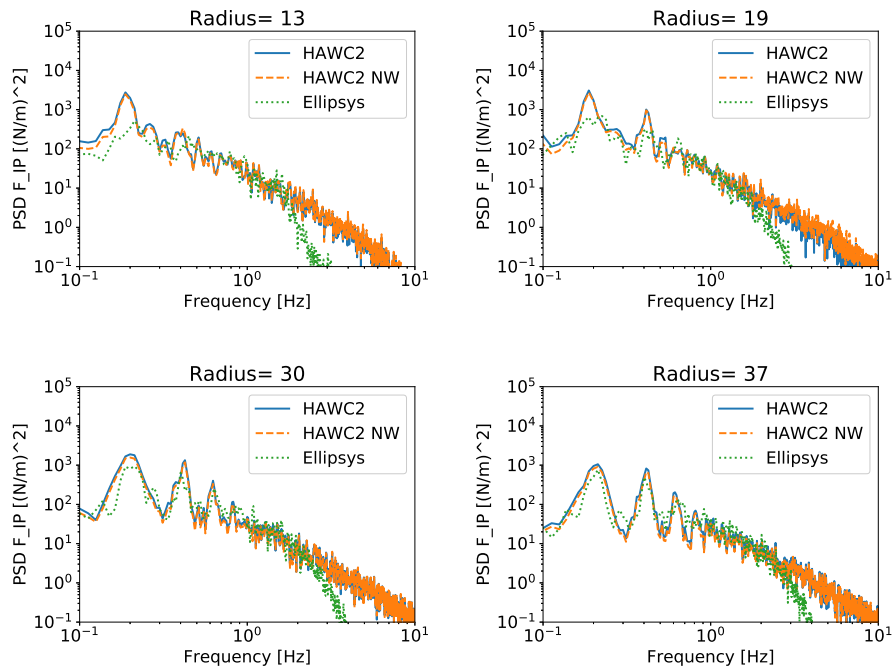 Radius= 13
PSD F_IP [(N/m)^2]
10^5
10^4
10^3
10^2
10^1
10^0
10^−1
HAWC2
HAWC2 NW
Ellipsys
10^−1
10^0
10^1
Frequency [Hz]
Radius= 19
PSD F_IP [(N/m)^2]
10^5
10^4
10^3
10^2
10^1
10^0
10^−1
HAWC2
HAWC2 NW
Ellipsys
10^−1
10^0
10^1
Frequency [Hz]
Radius= 30
PSD F_IP [(N/m)^2]
10^5
10^4
10^3
10^2
10^1
10^0
10^−1
HAWC2
HAWC2 NW
Ellipsys
10^−1
10^0
10^1
Frequency [Hz]
Radius= 37
PSD F_IP [(N/m)^2]
10^5
10^4
10^3
10^2
10^1
10^0
10^−1
HAWC2
HAWC2 NW
Ellipsys
10^−1
10^0
10^1
Frequency [Hz]